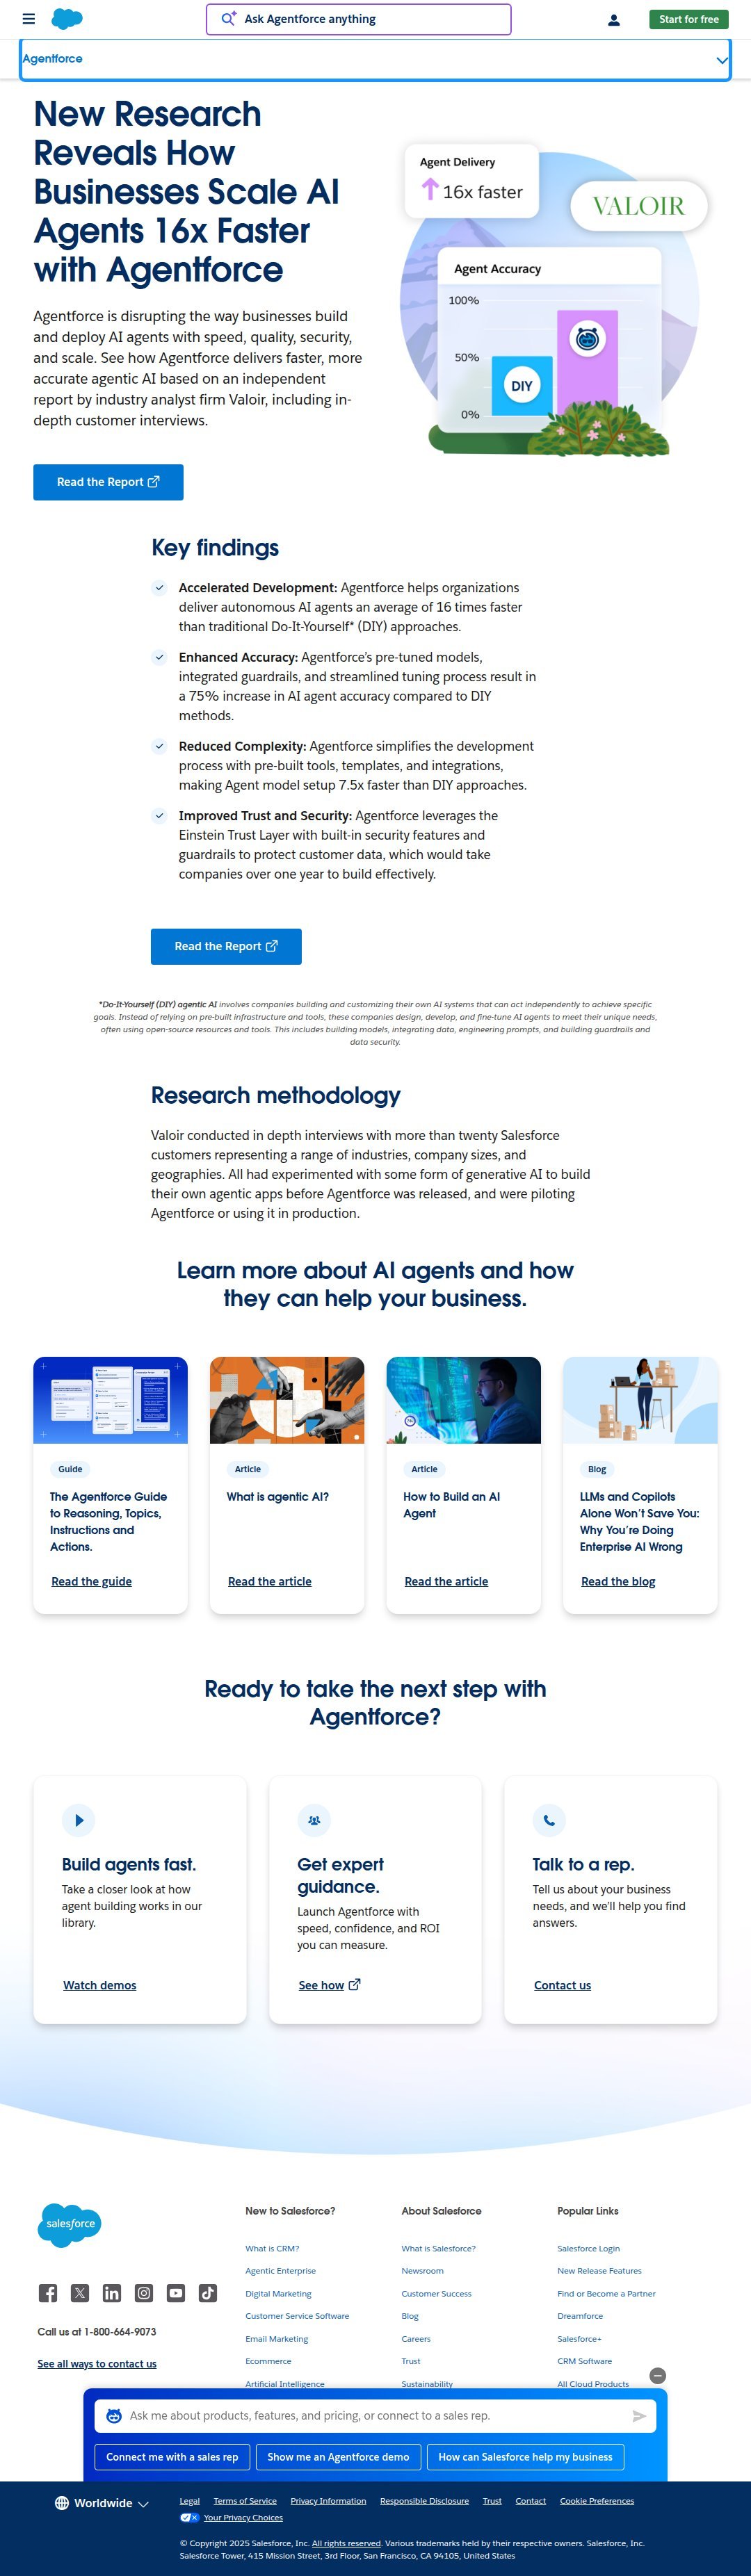 Ask Agentforce anything
Start for free
Agentforce
New Research
Reveals How
Businesses Scale AI
Agents 16x Faster
with Agentforce
Agentforce is disrupting the way businesses build
and deploy AI agents with speed, quality, security,
and scale. See how Agentforce delivers faster, more
accurate agentic AI based on an independent
report by industry analyst firm Valoir, including in-
depth customer interviews.
Read the Report
Agent Delivery
16x faster
VALOIR
Agent Accuracy
100%
50%
0%
DIY
Key findings
Accelerated Development: Agentforce helps organizations
deliver autonomous AI agents an average of 16 times faster
than traditional Do-It-Yourself* (DIY) approaches.
Enhanced Accuracy: Agentforce’s pre-tuned models,
integrated guardrails, and streamlined tuning process result in
a 75% increase in AI agent accuracy compared to DIY
methods.
Reduced Complexity: Agentforce simplifies the development
process with pre-built tools, templates, and integrations,
making Agent model setup 7.5x faster than DIY approaches.
Improved Trust and Security: Agentforce leverages the
Einstein Trust Layer with built-in security features and
guardrails to protect customer data, which would take
companies over one year to build effectively.
Read the Report
*Do-It-Yourself (DIY) agentic AI involves companies building and customizing their own AI systems that can act independently to achieve specific
goals. Instead of relying on pre-built infrastructure and tools, these companies design, develop, and fine-tune AI agents to meet their unique needs,
often using open-source resources and tools. This includes building models, integrating data, engineering prompts, and building guardrails and
data security.
Research methodology
Valoir conducted in depth interviews with more than twenty Salesforce
customers representing a range of industries, company sizes, and
geographies. All had experimented with some form of generative AI to build
their own agentic apps before Agentforce was released, and were piloting
Agentforce or using it in production.
Learn more about AI agents and how
they can help your business.
Guide
The Agentforce Guide
to Reasoning, Topics,
Instructions and
Actions.
Read the guide
Article
What is agentic AI?
Read the article
Article
How to Build an AI
Agent
Read the article
Blog
LLMs and Copilots
Alone Won’t Save You:
Why You’re Doing
Enterprise AI Wrong
Read the blog
Ready to take the next step with
Agentforce?
Build agents fast.
Take a closer look at how
agent building works in our
library.
Watch demos
Get expert
guidance.
Launch Agentforce with
speed, confidence, and ROI
you can measure.
See how
Talk to a rep.
Tell us about your business
needs, and we'll help you find
answers.
Contact us
salesforce
Call us at 1-800-664-9073
See all ways to contact us
New to Salesforce?
What is CRM?
Agentic Enterprise
Digital Marketing
Customer Service Software
Email Marketing
Ecommerce
Artificial Intelligence
About Salesforce
What is Salesforce?
Newsroom
Customer Success
Blog
Careers
Trust
Sustainability
Popular Links
Salesforce Login
New Release Features
Find or Become a Partner
Dreamforce
Salesforce+
CRM Software
All Cloud Products
Ask me about products, features, and pricing, or connect to a sales rep.
Connect me with a sales rep
Show me an Agentforce demo
How can Salesforce help my business
Worldwide
Legal Terms of Service Privacy Information Responsible Disclosure Trust Contact Cookie Preferences
Your Privacy Choices
© Copyright 2025 Salesforce, Inc. All rights reserved. Various trademarks held by their respective owners. Salesforce, Inc.
Salesforce Tower, 415 Mission Street, 3rd Floor, San Francisco, CA 94105, United States